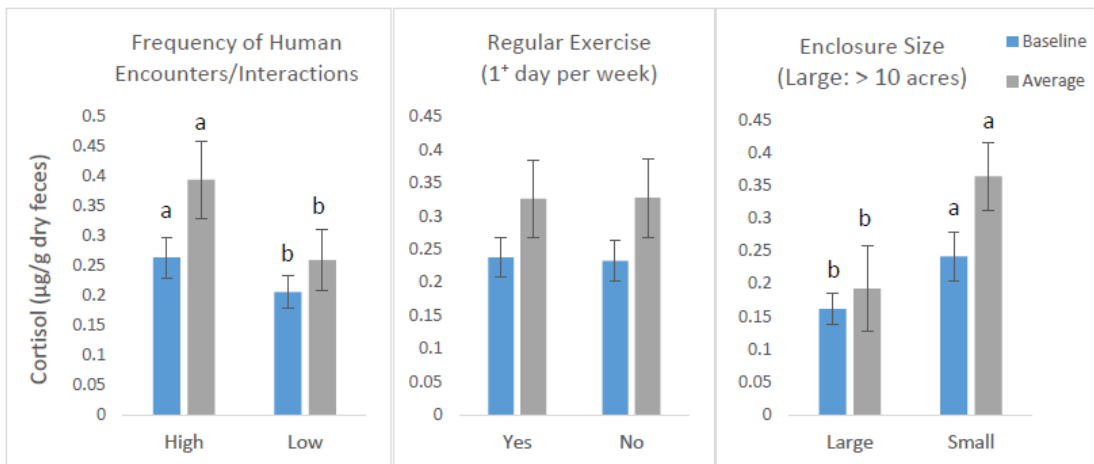 Frequency of Human
Encounters/Interactions
Cortisol (µg/g dry feces)
0.5
0.45
0.4
0.35
0.3
0.25
0.2
0.15
0.1
0.05
0
a
a
b
b
High Low
Regular Exercise
(1⁺ day per week)
0.45
0.4
0.35
0.3
0.25
0.2
0.15
0.1
0.05
0
Yes No
Enclosure Size
(Large: > 10 acres)
Baseline
Average
0.45
0.4
0.35
0.3
0.25
0.2
0.15
0.1
0.05
0
b
b
a
a
Large Small